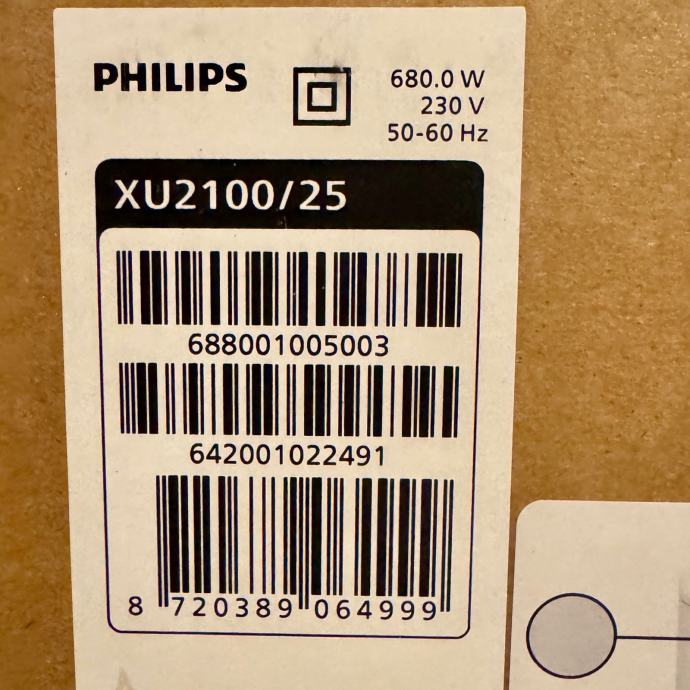 PHILIPS
680.0 W
230 V
50-60 Hz
XU2100/25
688001005003
642001022491
8 720389 064999